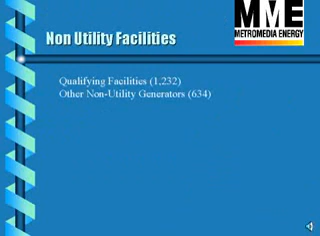 MME
METROMEDIA ENERGY
Non Utility Facilities
Qualifying Facilities (1,232)
Other Non-Utility Generators (634)